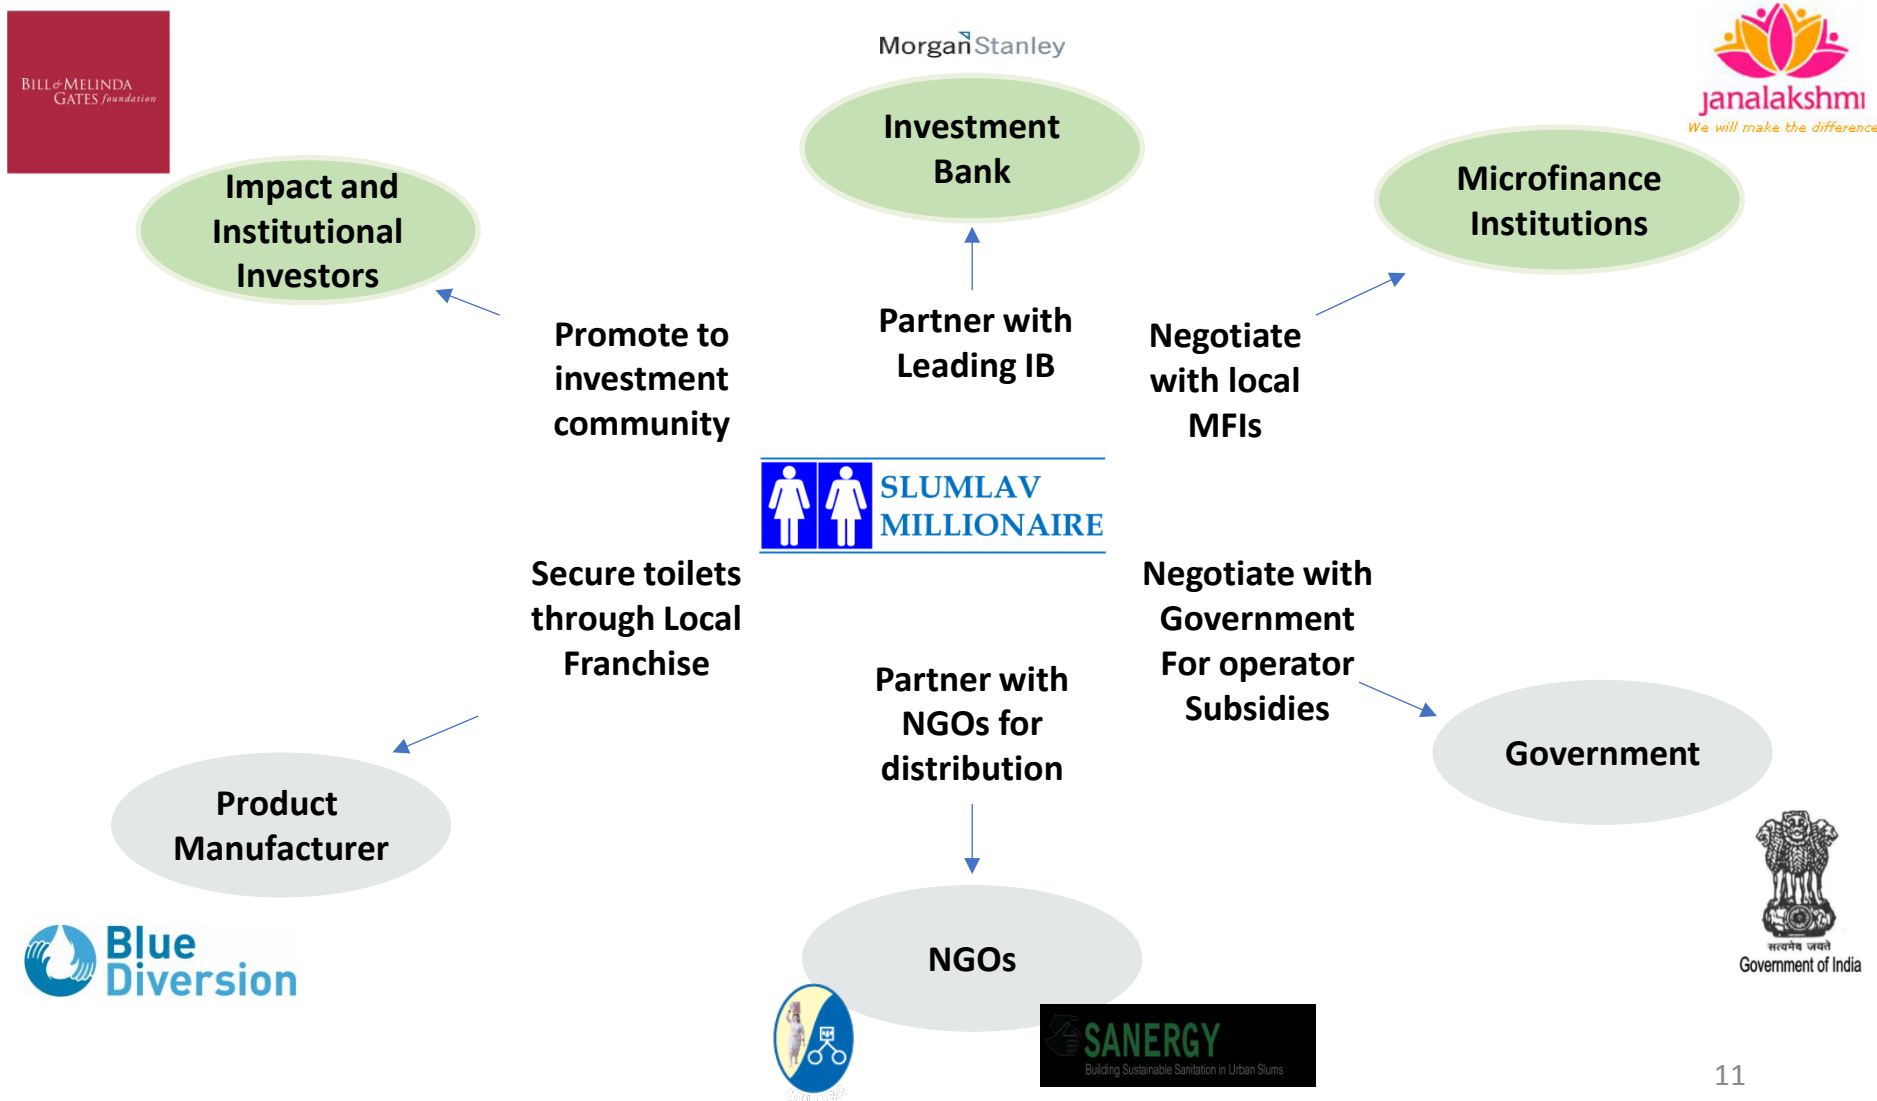 BILL & MELINDA
GATES foundation
Morgan Stanley
janalakshmi
We will make the difference
Impact and
Institutional
Investors
Investment
Bank
Microfinance
Institutions
Promote to
investment
community
Partner with
Leading IB
Negotiate
with local
MFIs
SLUMLAV
MILLIONAIRE
Secure toilets
through Local
Franchise
Partner with
NGOs for
distribution
Negotiate with
Government
For operator
Subsidies
Product
Manufacturer
NGOs
Government
Blue
Diversion
SANERGY
Building Sustainable Sanitation in Urban Slums
सत्यमेव जयते
Government of India
11